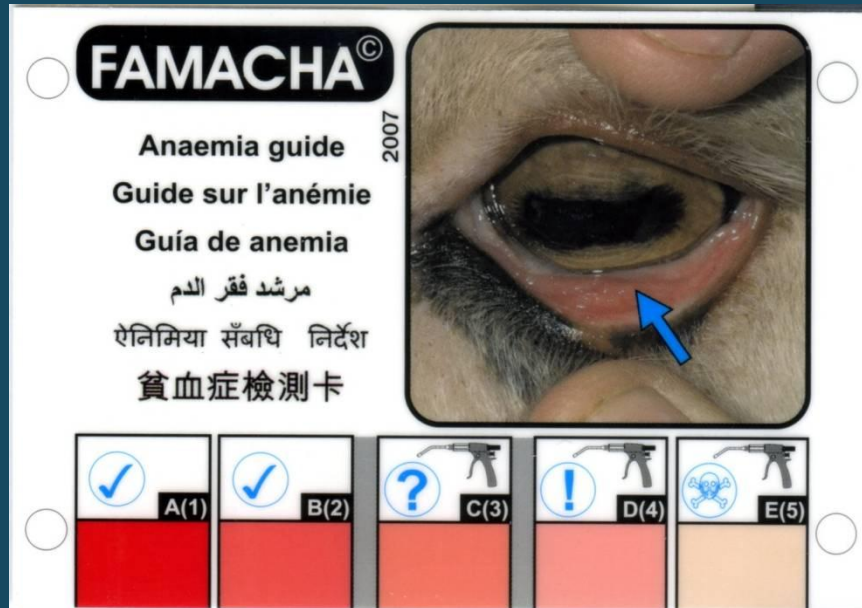 FAMACHA©
2007
Anaemia guide
Guide sur l'anémie
Guía de anemia
مرشد فقر الدم
ऐनिमिया सँबधि निर्देश
貧血症檢測卡
✓ A(1)
✓ B(2)
? C(3)
! D(4)
E(5)